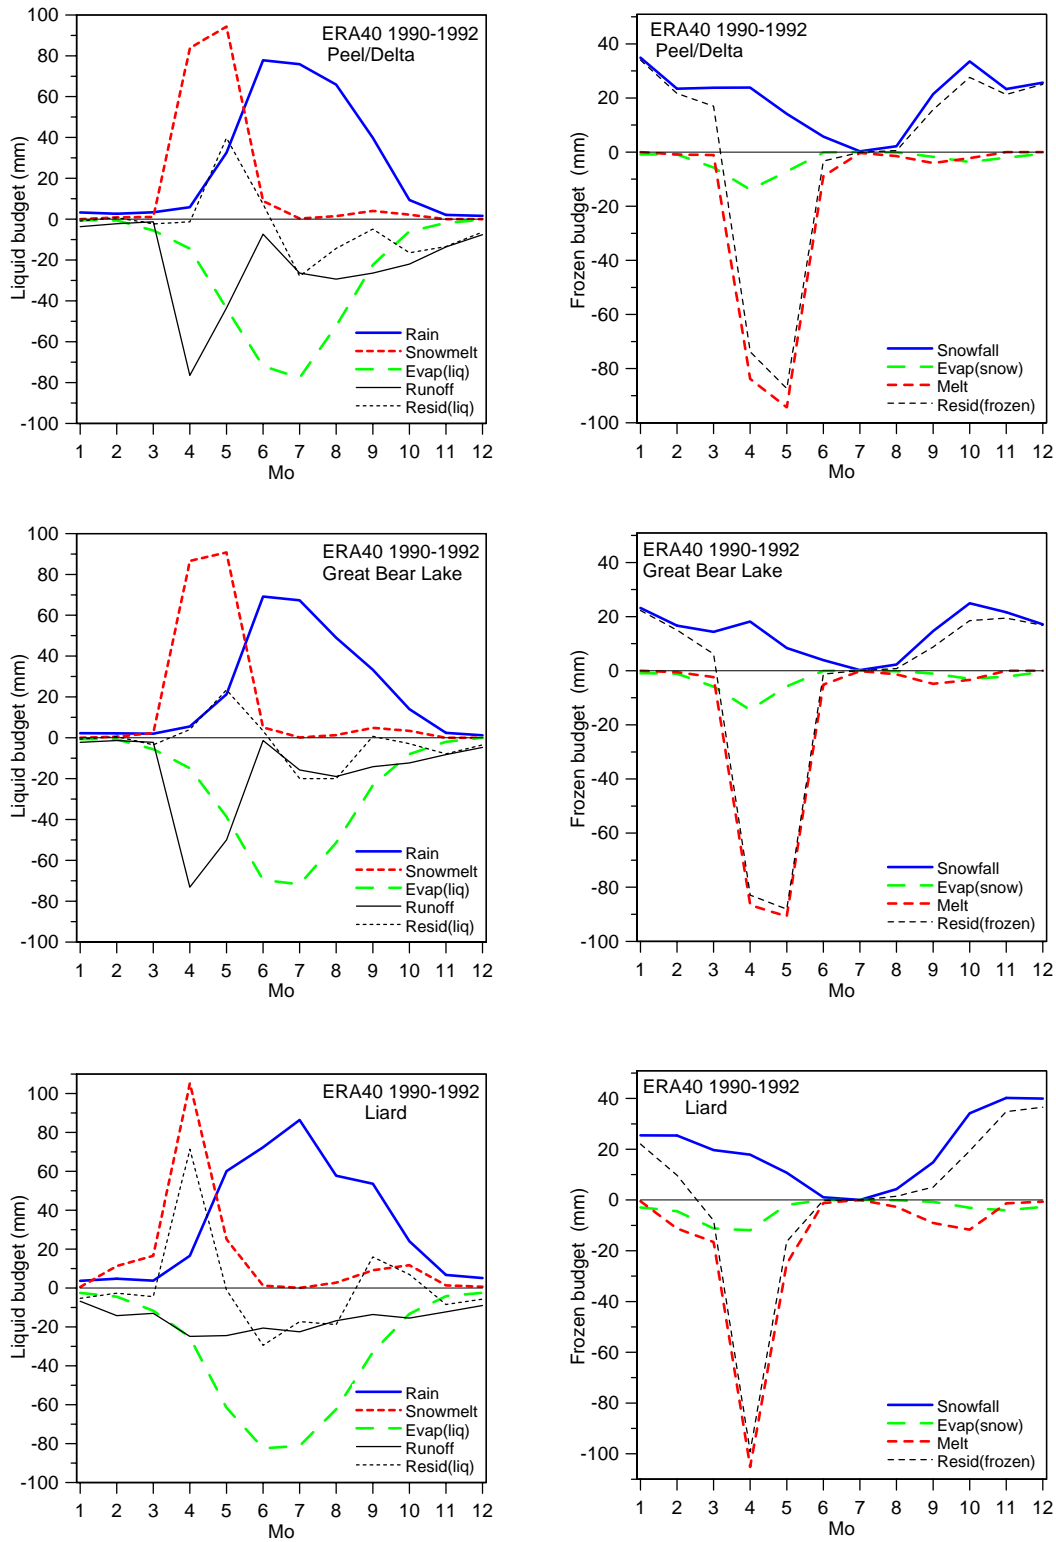 ERA40 1990-1992
Peel/Delta
Liquid budget (mm)
100
80
60
40
20
0
-20
-40
-60
-80
-100
Rain
Snowmelt
Evap(liq)
Runoff
Resid(liq)
1 2 3 4 5 6 7 8 9 10 11 12
Mo
ERA40 1990-1992
Peel/Delta
Frozen budget (mm)
40
20
0
-20
-40
-60
-80
-100
Snowfall
Evap(snow)
Melt
Resid(frozen)
1 2 3 4 5 6 7 8 9 10 11 12
Mo
ERA40 1990-1992
Great Bear Lake
Liquid budget (mm)
100
80
60
40
20
0
-20
-40
-60
-80
-100
Rain
Snowmelt
Evap(liq)
Runoff
Resid(liq)
1 2 3 4 5 6 7 8 9 10 11 12
Mo
ERA40 1990-1992
Great Bear Lake
Frozen budget (mm)
40
20
0
-20
-40
-60
-80
-100
Snowfall
Evap(snow)
Melt
Resid(frozen)
1 2 3 4 5 6 7 8 9 10 11 12
Mo
ERA40 1990-1992
Liard
Liquid budget (mm)
100
80
60
40
20
0
-20
-40
-60
-80
-100
Rain
Snowmelt
Evap(liq)
Runoff
Resid(liq)
1 2 3 4 5 6 7 8 9 10 11 12
Mo
ERA40 1990-1992
Liard
Frozen budget (mm)
40
20
0
-20
-40
-60
-80
-100
Snowfall
Evap(snow)
Melt
Resid(frozen)
1 2 3 4 5 6 7 8 9 10 11 12
Mo